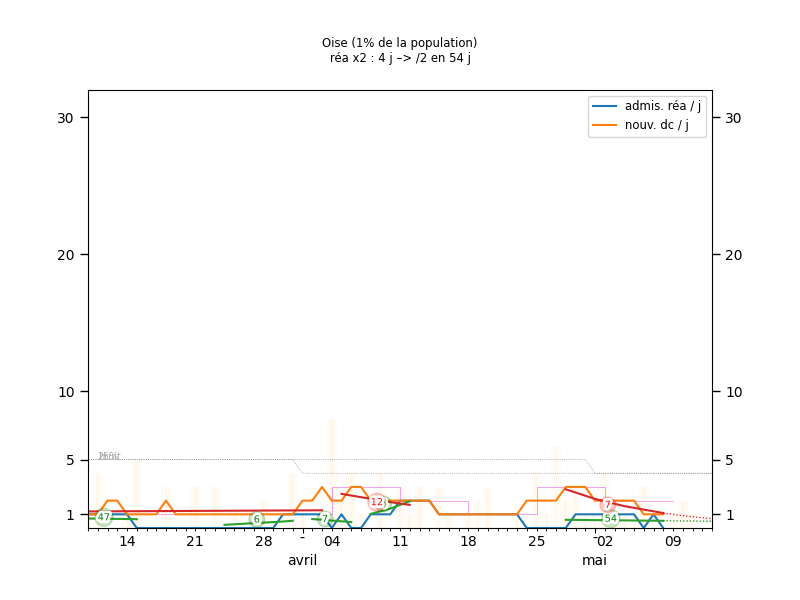 Oise (1% de la population)
réa x2 : 4 j –> /2 en 54 j
admis. réa / j
nouv. dc / j
30 30
20 20
10 10
5 5
1 1
47 6 7 12 7 54
14 21 28 04 11 18 25 02 09
avril mai